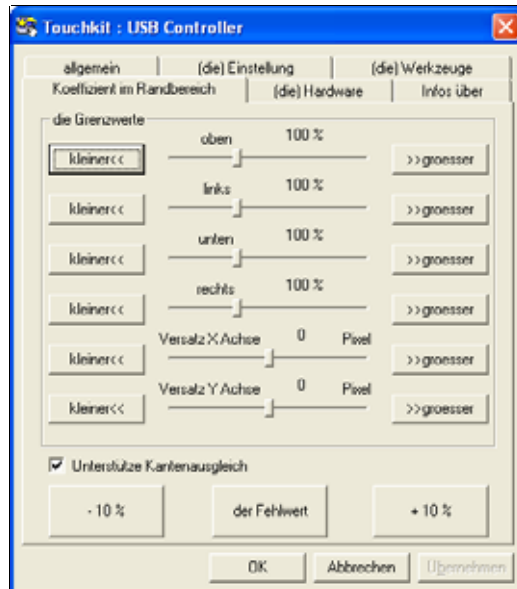 Touchkit : USB Controller
allgemein (die) Einstellung (die) Werkzeuge
Koeffizient im Randbereich (die) Hardware Infos über
die Grenzwerte
oben 100 %
kleiner<< >>groesser
links 100 %
kleiner<< >>groesser
unten 100 %
kleiner<< >>groesser
rechts 100 %
kleiner<< >>groesser
Versatz X Achse 0 Pixel
kleiner<< >>groesser
Versatz Y Achse 0 Pixel
kleiner<< >>groesser
Unterstütze Kantenausgleich
- 10 % der Fehlwert + 10 %
OK Abbrechen Übernehmen